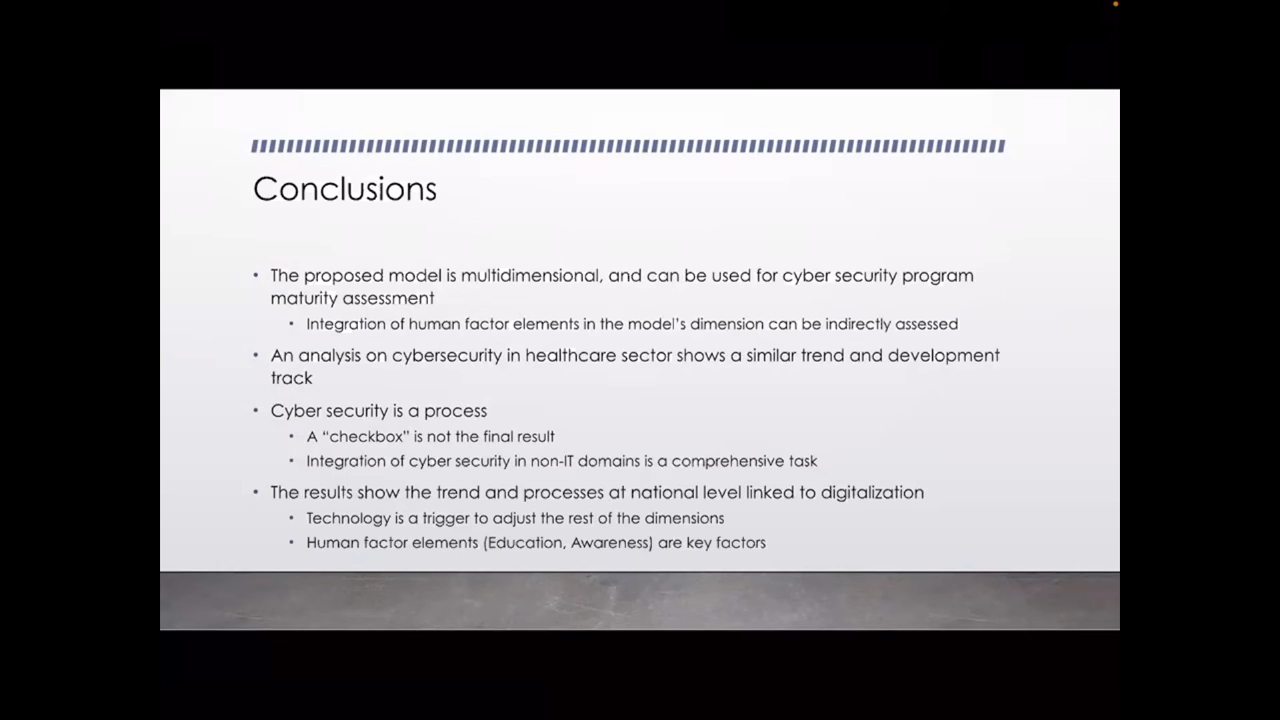 Conclusions
• The proposed model is multidimensional, and can be used for cyber security program
maturity assessment
• Integration of human factor elements in the model's dimension can be indirectly assessed
• An analysis on cybersecurity in healthcare sector shows a similar trend and development
track
• Cyber security is a process
• A “checkbox” is not the final result
• Integration of cyber security in non-IT domains is a comprehensive task
• The results show the trend and processes at national level linked to digitalization
• Technology is a trigger to adjust the rest of the dimensions
• Human factor elements (Education, Awareness) are key factors